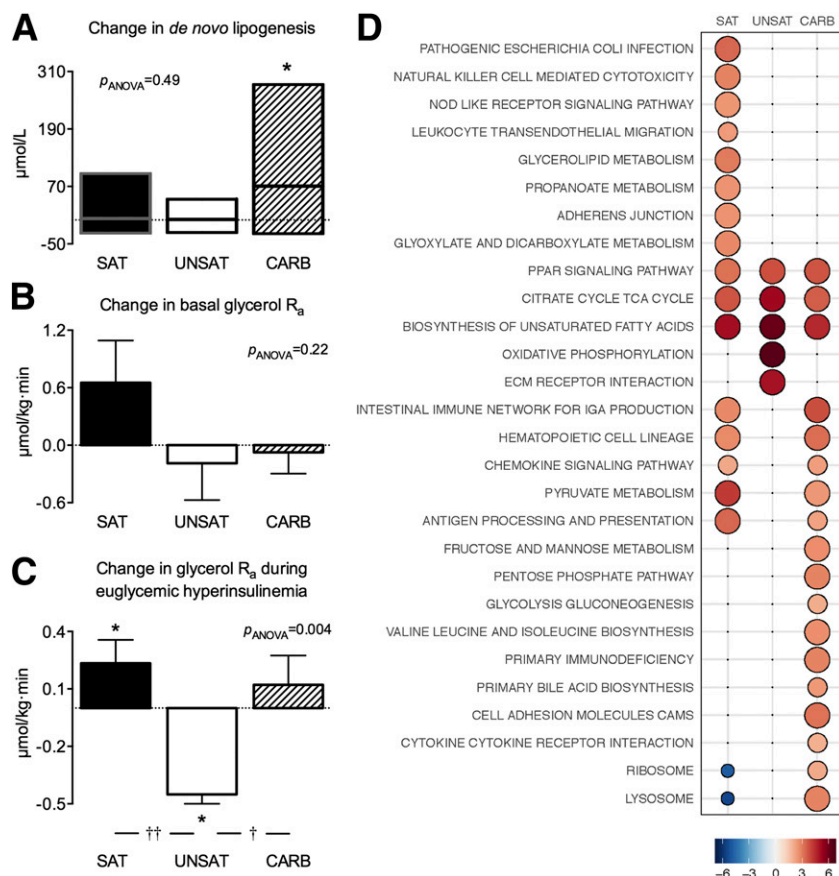 A
Change in de novo lipogenesis
pANOVA=0.49
*
μmol/L
310
190
70
-50
SAT UNSAT CARB
B
Change in basal glycerol Ra
pANOVA=0.22
μmol/kg·min
1.2
0.6
0.0
-0.6
SAT UNSAT CARB
C
Change in glycerol Ra during
euglycemic hyperinsulinemia
pANOVA=0.004
*
μmol/kg·min
0.4
0.1
-0.2
-0.5
*
†† †
SAT UNSAT CARB
D
SAT UNSAT CARB
PATHOGENIC ESCHERICHIA COLI INFECTION
NATURAL KILLER CELL MEDIATED CYTOTOXICITY
NOD LIKE RECEPTOR SIGNALING PATHWAY
LEUKOCYTE TRANSENDOTHELIAL MIGRATION
GLYCEROLIPID METABOLISM
PROPANOATE METABOLISM
ADHERENS JUNCTION
GLYOXYLATE AND DICARBOXYLATE METABOLISM
PPAR SIGNALING PATHWAY
CITRATE CYCLE TCA CYCLE
BIOSYNTHESIS OF UNSATURATED FATTY ACIDS
OXIDATIVE PHOSPHORYLATION
ECM RECEPTOR INTERACTION
INTESTINAL IMMUNE NETWORK FOR IGA PRODUCTION
HEMATOPOIETIC CELL LINEAGE
CHEMOKINE SIGNALING PATHWAY
PYRUVATE METABOLISM
ANTIGEN PROCESSING AND PRESENTATION
FRUCTOSE AND MANNOSE METABOLISM
PENTOSE PHOSPHATE PATHWAY
GLYCOLYSIS GLUCONEOGENESIS
VALINE LEUCINE AND ISOLEUCINE BIOSYNTHESIS
PRIMARY IMMUNODEFICIENCY
PRIMARY BILE ACID BIOSYNTHESIS
CELL ADHESION MOLECULES CAMS
CYTOKINE CYTOKINE RECEPTOR INTERACTION
RIBOSOME
LYSOSOME
−6 −3 0 3 6